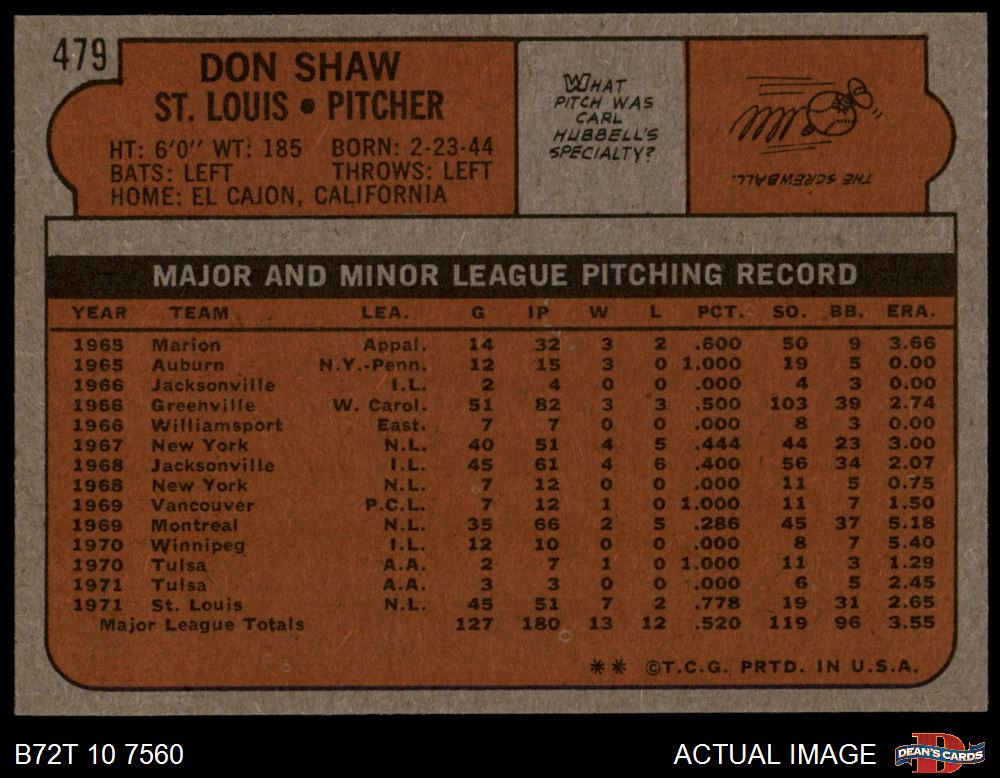 479
DON SHAW
ST. LOUIS • PITCHER
HT: 6'0" WT: 185 BORN: 2-23-44
BATS: LEFT THROWS: LEFT
HOME: EL CAJON, CALIFORNIA
WHAT
PITCH WAS
CARL
HUBBELL'S
SPECIALTY?
THE SCREWBALL.
MAJOR AND MINOR LEAGUE PITCHING RECORD
YEAR TEAM LEA. G IP W L PCT. SO. BB. ERA.
1965 Marion Appal. 14 32 3 2 .600 50 9 3.66
1965 Auburn N.Y.-Penn. 12 15 3 0 1.000 19 5 0.00
1966 Jacksonville I.L. 2 4 0 0 .000 4 3 0.00
1966 Greenville W. Carol. 51 82 3 3 .500 103 39 2.74
1966 Williamsport East. 7 7 0 0 .000 8 3 0.00
1967 New York N.L. 40 51 4 5 .444 44 23 3.00
1968 Jacksonville I.L. 45 61 4 6 .400 56 34 2.07
1968 New York N.L. 7 12 0 0 .000 11 5 0.75
1969 Vancouver P.C.L. 7 12 1 0 1.000 11 7 1.50
1969 Montreal N.L. 35 66 2 5 .286 45 37 5.18
1970 Winnipeg I.L. 12 10 0 0 .000 8 7 5.40
1970 Tulsa A.A. 2 7 1 0 1.000 11 3 1.29
1971 Tulsa A.A. 3 3 0 0 .000 6 5 2.45
1971 St. Louis N.L. 45 51 7 2 .778 19 31 2.65
Major League Totals 127 180 13 12 .520 119 96 3.55
** ©T.C.G. PRTD. IN U.S.A.
B72T 10 7560 ACTUAL IMAGE
D
DEAN'S CARDS